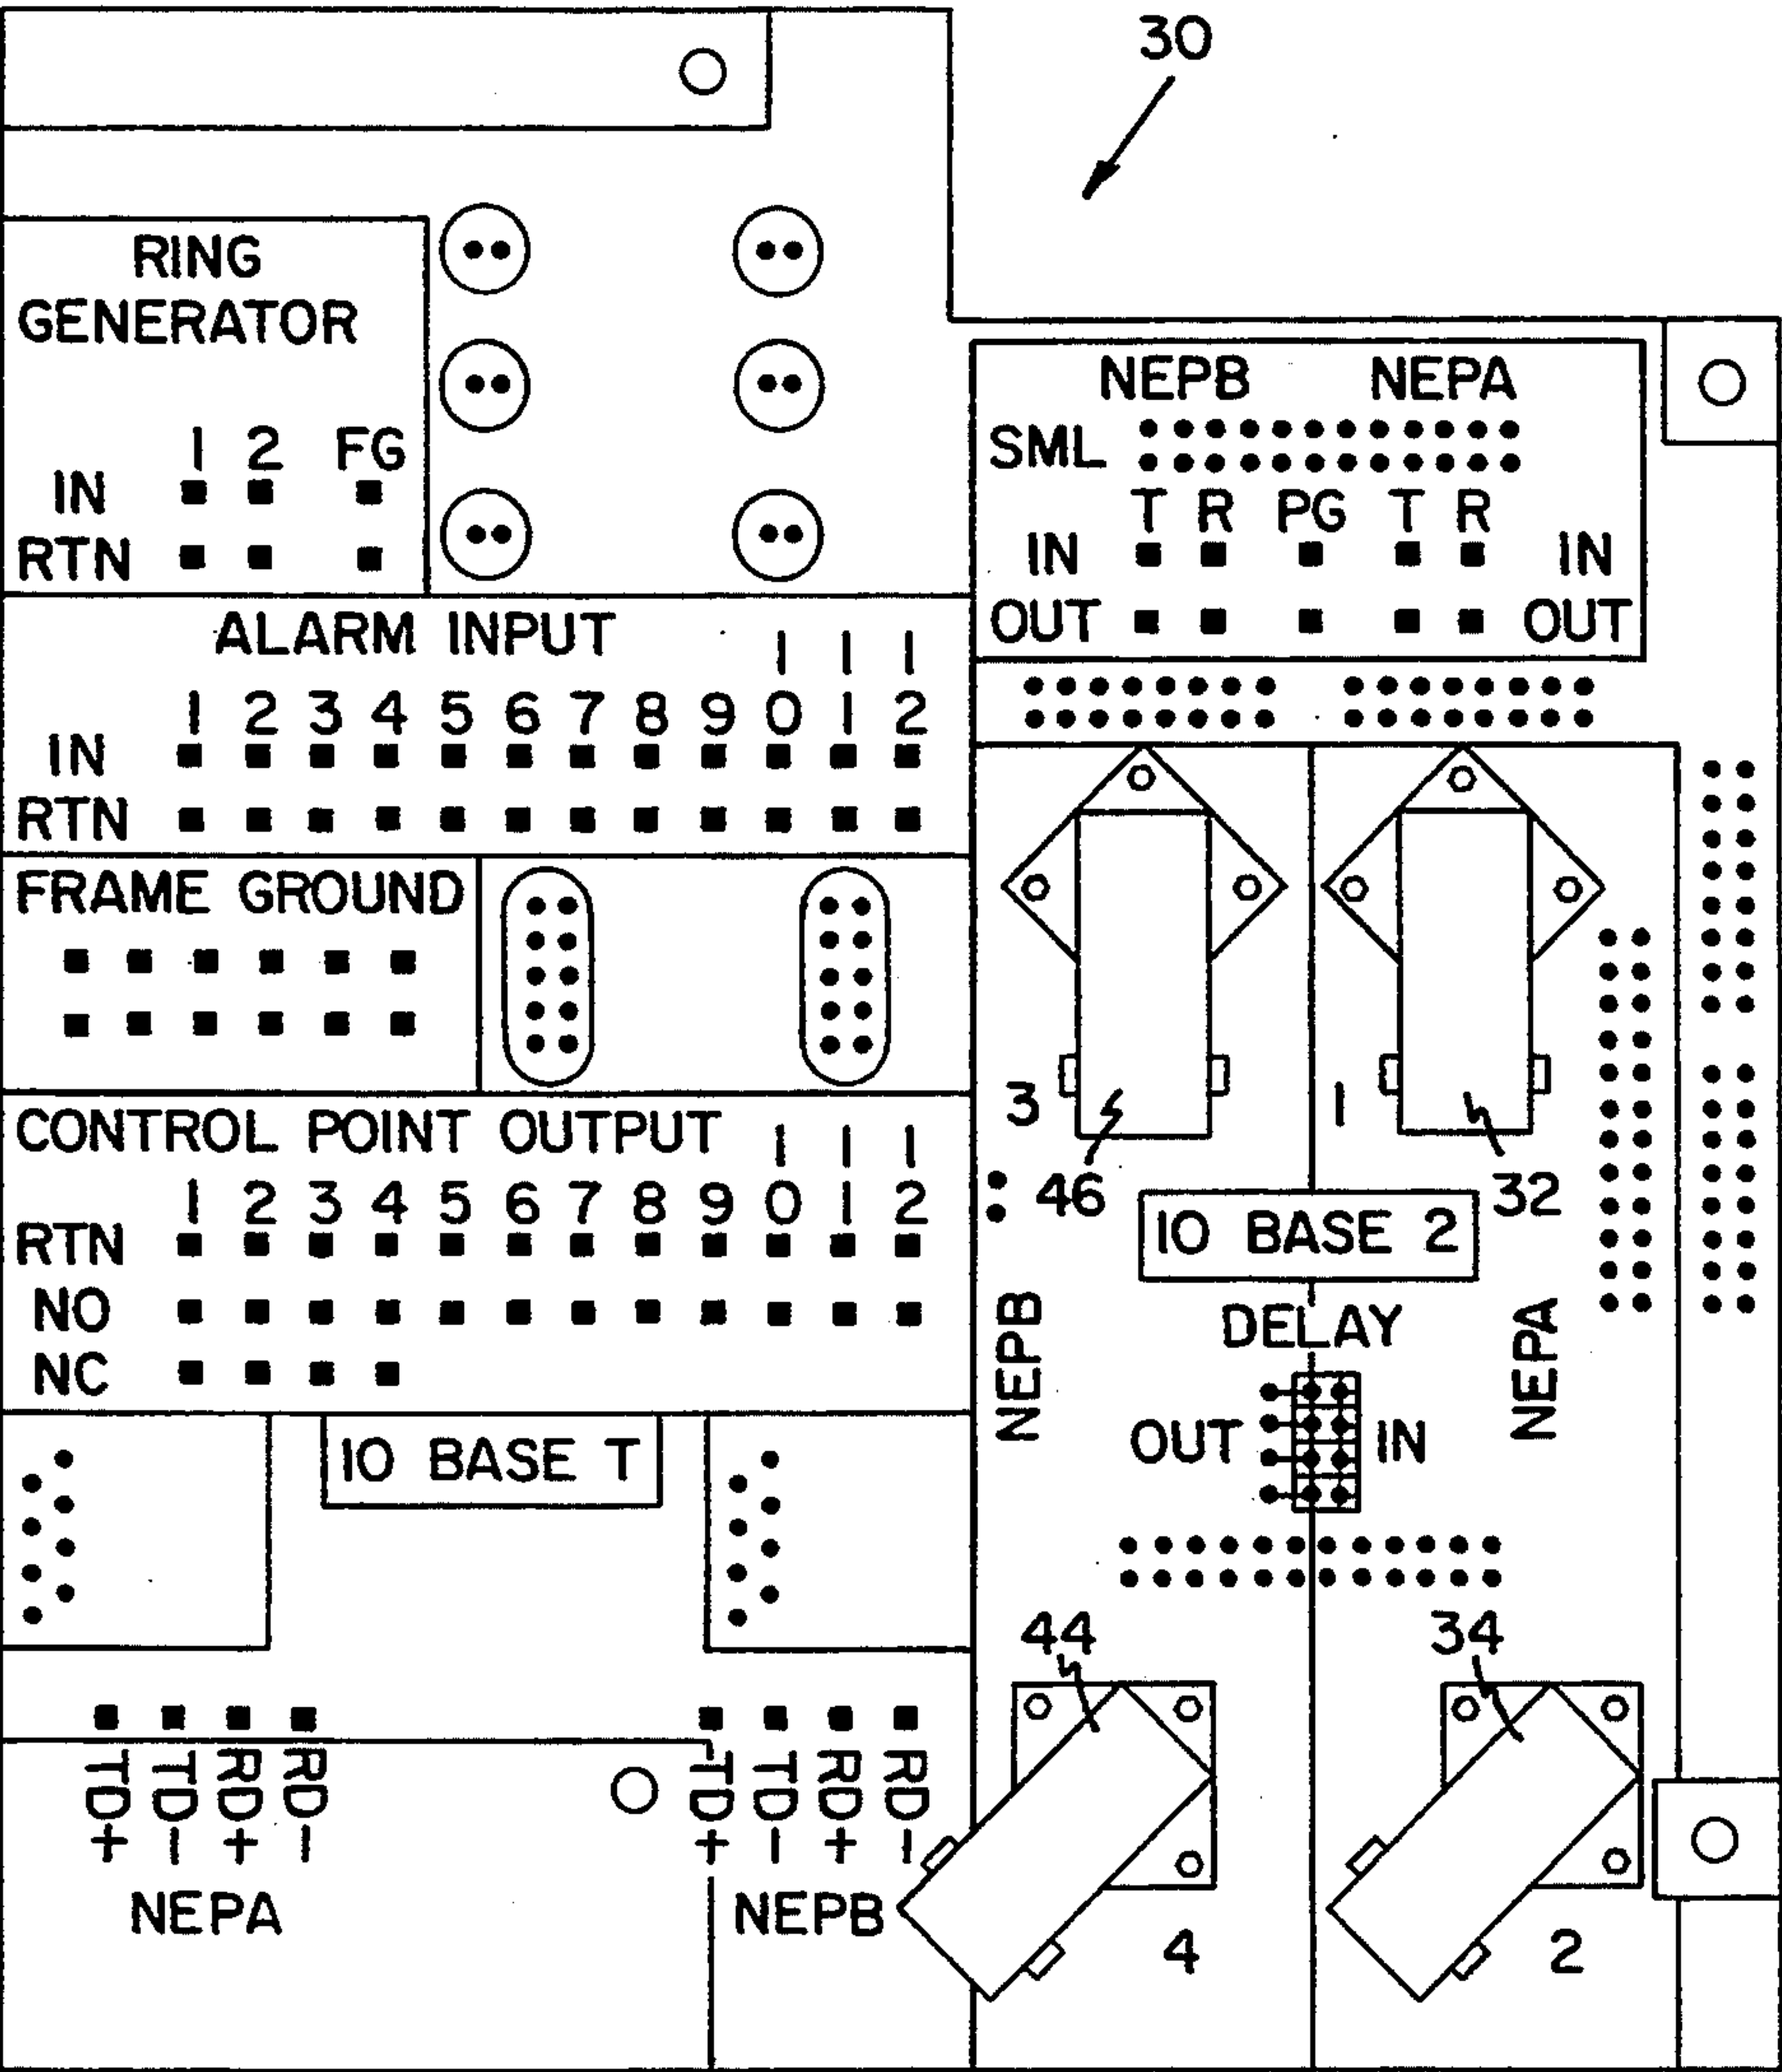 30
RING
GENERATOR
1 2 FG
IN
RTN
NEPB NEPA
SML
T R PG T R
IN IN
OUT OUT
ALARM INPUT
1 2 3 4 5 6 7 8 9 10 11 12
IN
RTN
FRAME GROUND
CONTROL POINT OUTPUT
1 2 3 4 5 6 7 8 9 10 11 12
RTN
NO
NC
10 BASE T
TD+ TD- RD+ RD-
NEPA
TD+ TD- RD+ RD-
NEPB
3 1
46 32
10 BASE 2
NEPB NEPA
DELAY
OUT IN
44 34
4 2